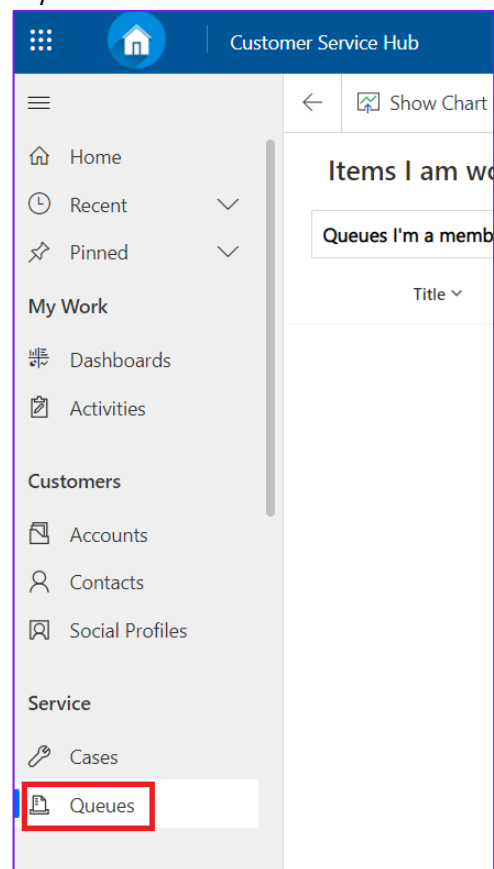 Customer Service Hub
Show Chart
Home
Recent
Pinned
My Work
Dashboards
Activities
Customers
Accounts
Contacts
Social Profiles
Service
Cases
Queues
Items I am wo
Queues I'm a memb
Title